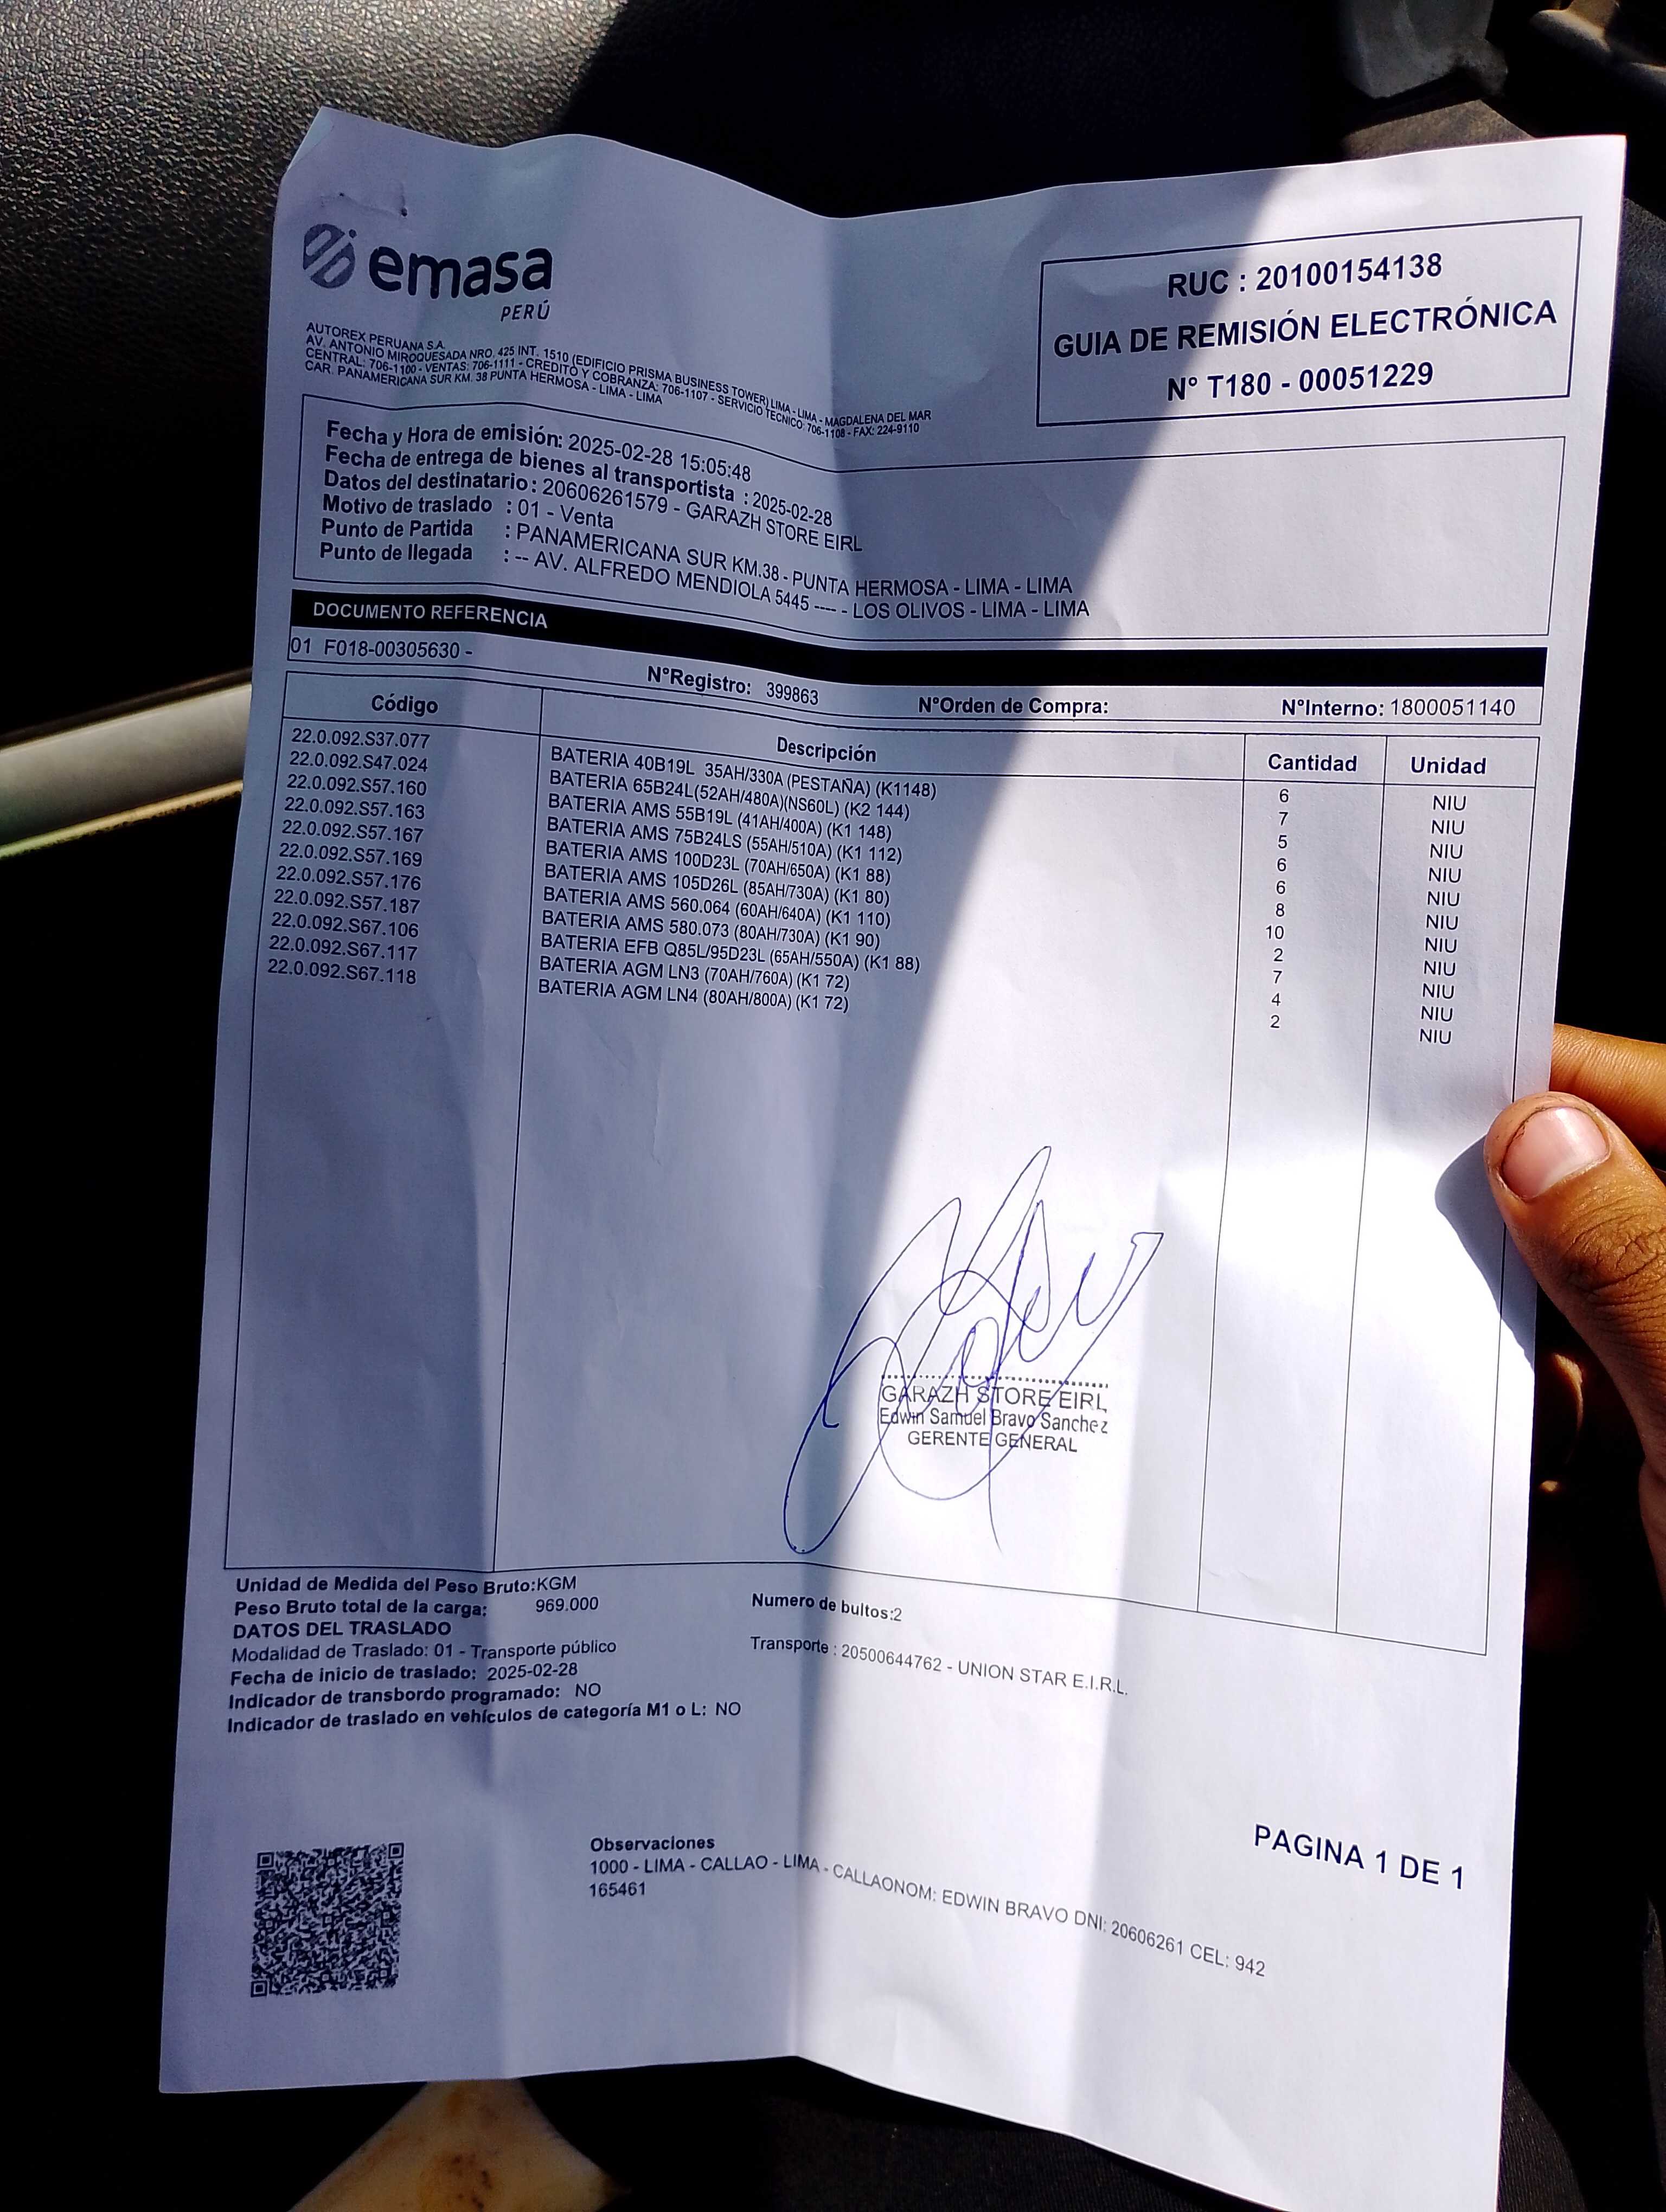 emasa
PERÚ
AUTOREX PERUANA S.A.
AV. ANTONIO MIROQUESADA NRO. 425 INT. 1510 (EDIFICIO PRISMA BUSINESS TOWER) LIMA - LIMA - MAGDALENA DEL MAR
CENTRAL: 706-1100 - VENTAS: 706-1111 - CREDITO Y COBRANZA: 706-1107 - SERVICIO TECNICO: 706-1108 - FAX: 224-9110
CAR. PANAMERICANA SUR KM. 38 PUNTA HERMOSA - LIMA - LIMA
RUC : 20100154138
GUIA DE REMISIÓN ELECTRÓNICA
N° T180 - 00051229
Fecha y Hora de emisión: 2025-02-28 15:05:48
Fecha de entrega de bienes al transportista : 2025-02-28
Datos del destinatario : 20606261579 - GARAZH STORE EIRL
Motivo de traslado : 01 - Venta
Punto de Partida : PANAMERICANA SUR KM.38 - PUNTA HERMOSA - LIMA - LIMA
Punto de llegada : -- AV. ALFREDO MENDIOLA 5445 ---- - LOS OLIVOS - LIMA - LIMA
DOCUMENTO REFERENCIA
01 F018-00305630 -
N°Registro: 399863 N°Orden de Compra: N°Interno: 1800051140
Código Descripción Cantidad Unidad
22.0.092.S37.077 BATERIA 40B19L 35AH/330A (PESTAÑA) (K1148) 6 NIU
22.0.092.S47.024 BATERIA 65B24L(52AH/480A)(NS60L) (K2 144) 7 NIU
22.0.092.S57.160 BATERIA AMS 55B19L (41AH/400A) (K1 148) 5 NIU
22.0.092.S57.163 BATERIA AMS 75B24LS (55AH/510A) (K1 112) 6 NIU
22.0.092.S57.167 BATERIA AMS 100D23L (70AH/650A) (K1 88) 6 NIU
22.0.092.S57.169 BATERIA AMS 105D26L (85AH/730A) (K1 80) 8 NIU
22.0.092.S57.176 BATERIA AMS 560.064 (60AH/640A) (K1 110) 10 NIU
22.0.092.S57.187 BATERIA AMS 580.073 (80AH/730A) (K1 90) 2 NIU
22.0.092.S67.106 BATERIA EFB Q85L/95D23L (65AH/550A) (K1 88) 7 NIU
22.0.092.S67.117 BATERIA AGM LN3 (70AH/760A) (K1 72) 4 NIU
22.0.092.S67.118 BATERIA AGM LN4 (80AH/800A) (K1 72) 2 NIU
GARAZH STORE EIRL
Edwin Samuel Bravo Sanchez
GERENTE GENERAL
Unidad de Medida del Peso Bruto:KGM
Peso Bruto total de la carga: 969.000 Numero de bultos:2
DATOS DEL TRASLADO
Modalidad de Traslado: 01 - Transporte público Transporte : 20500644762 - UNION STAR E.I.R.L.
Fecha de inicio de traslado: 2025-02-28
Indicador de transbordo programado: NO
Indicador de traslado en vehículos de categoría M1 o L: NO
PAGINA 1 DE 1
Observaciones
1000 - LIMA - CALLAO - LIMA - CALLAONOM: EDWIN BRAVO DNI: 20606261 CEL: 942
165461